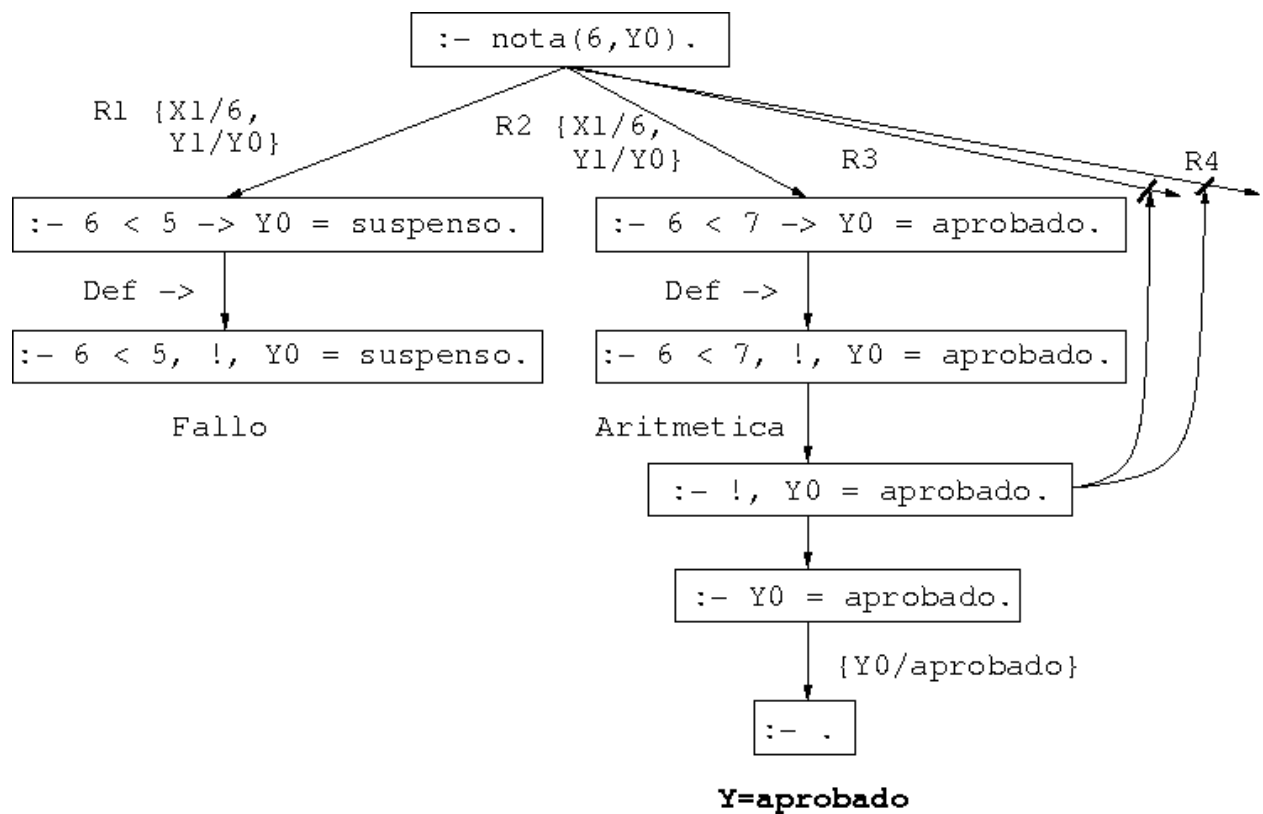 :- nota(6,Y0).
R1 {X1/6,
Y1/Y0}
R2 {X1/6,
Y1/Y0}
R3
R4
:- 6 < 5 -> Y0 = suspenso.
:- 6 < 7 -> Y0 = aprobado.
Def ->
Def ->
:- 6 < 5, !, Y0 = suspenso.
:- 6 < 7, !, Y0 = aprobado.
Fallo
Aritmetica
:- !, Y0 = aprobado.
:- Y0 = aprobado.
{Y0/aprobado}
:- .
Y=aprobado